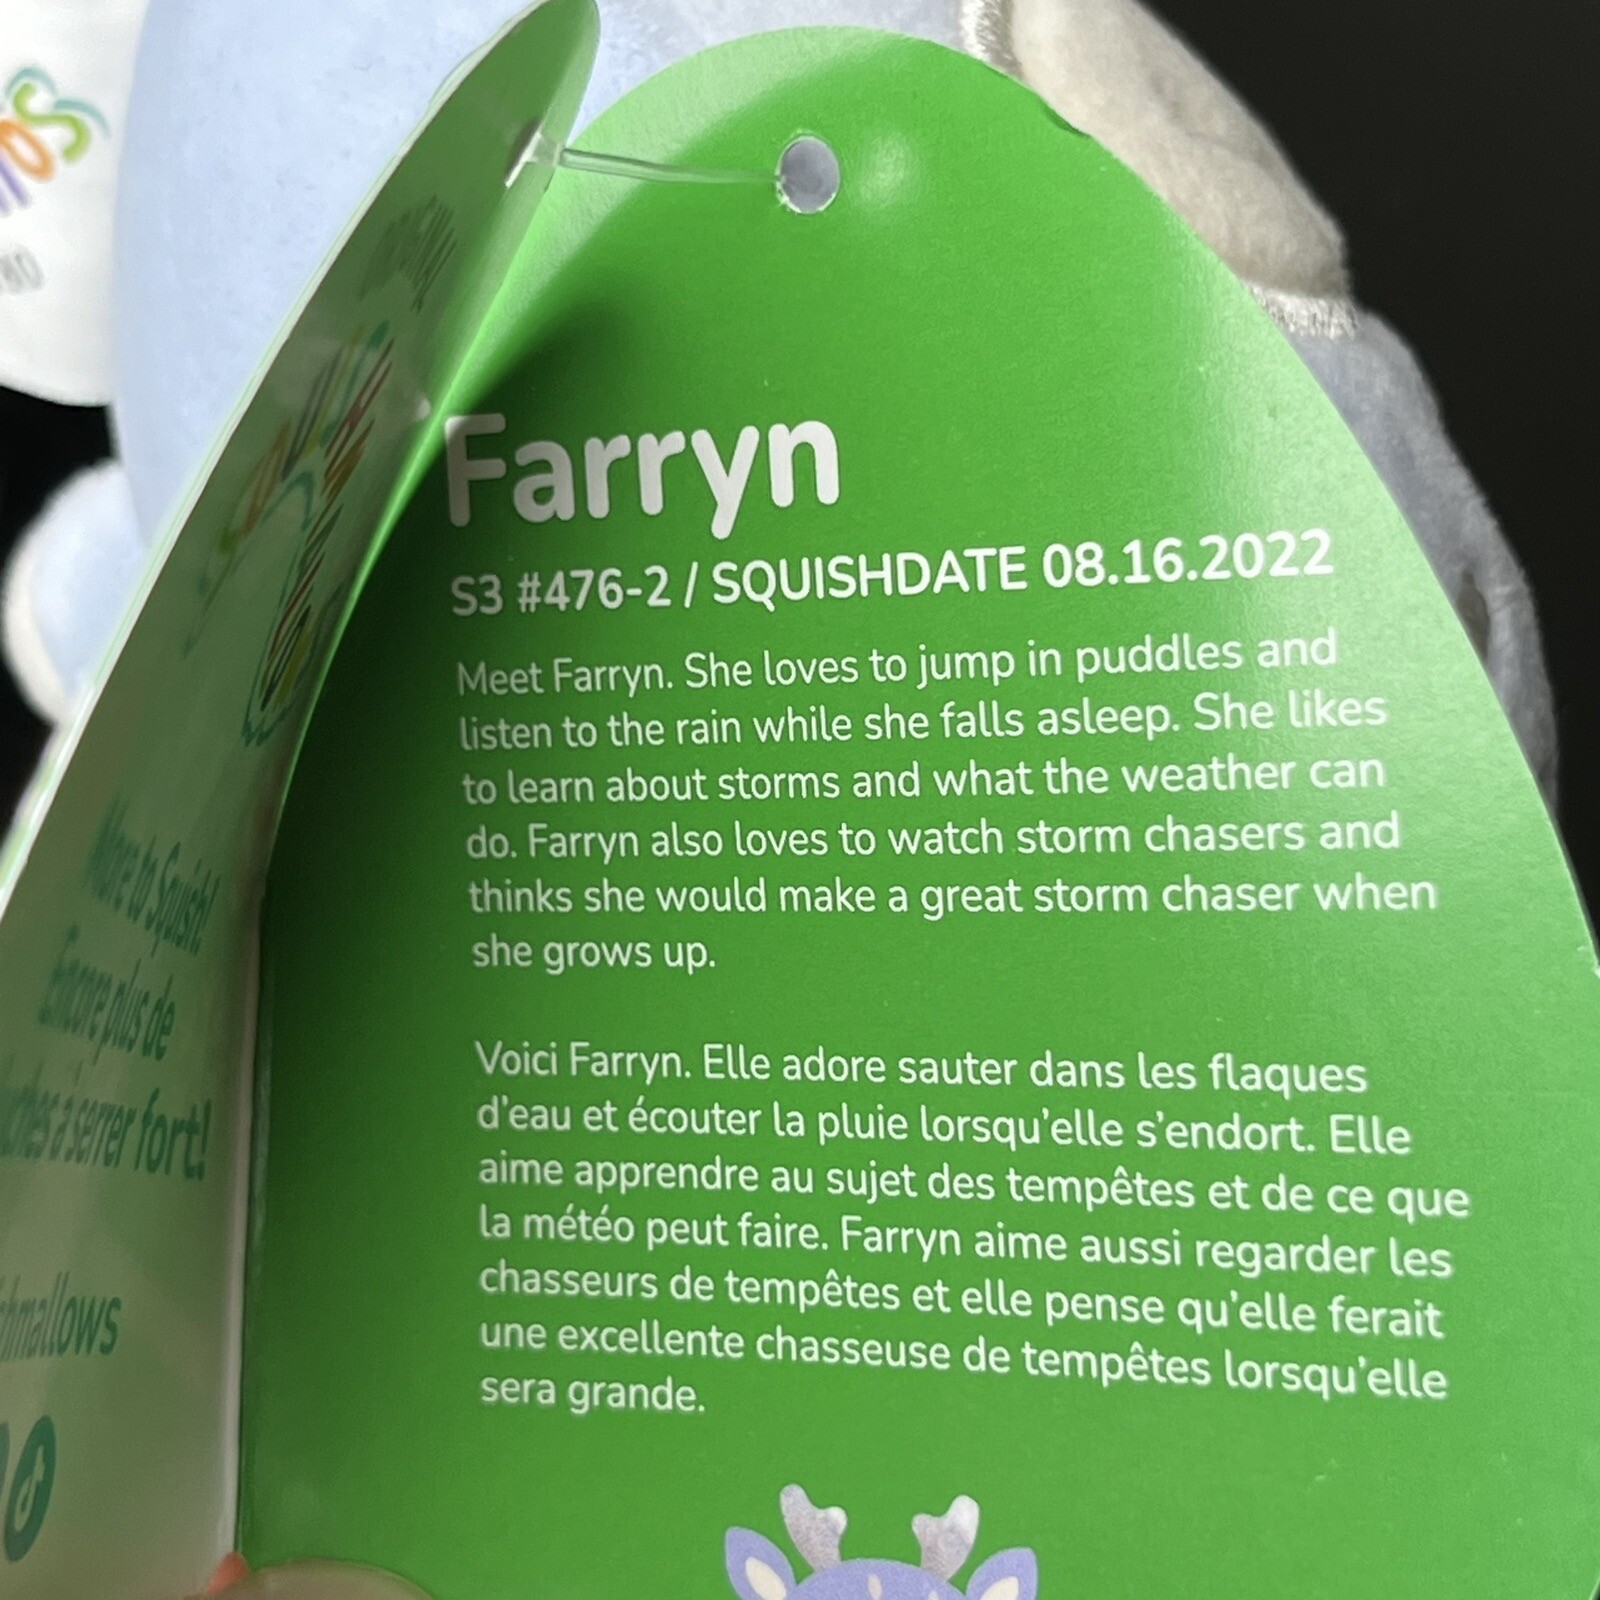 Farryn
S3 #476-2 / SQUISHDATE 08.16.2022
Meet Farryn. She loves to jump in puddles and
listen to the rain while she falls asleep. She likes
to learn about storms and what the weather can
do. Farryn also loves to watch storm chasers and
thinks she would make a great storm chaser when
she grows up.
Voici Farryn. Elle adore sauter dans les flaques
d'eau et écouter la pluie lorsqu'elle s'endort. Elle
aime apprendre au sujet des tempêtes et de ce que
la météo peut faire. Farryn aime aussi regarder les
chasseurs de tempêtes et elle pense qu'elle ferait
une excellente chasseuse de tempêtes lorsqu'elle
sera grande.
More to Squish!
Encore plus de
à serrer fort!